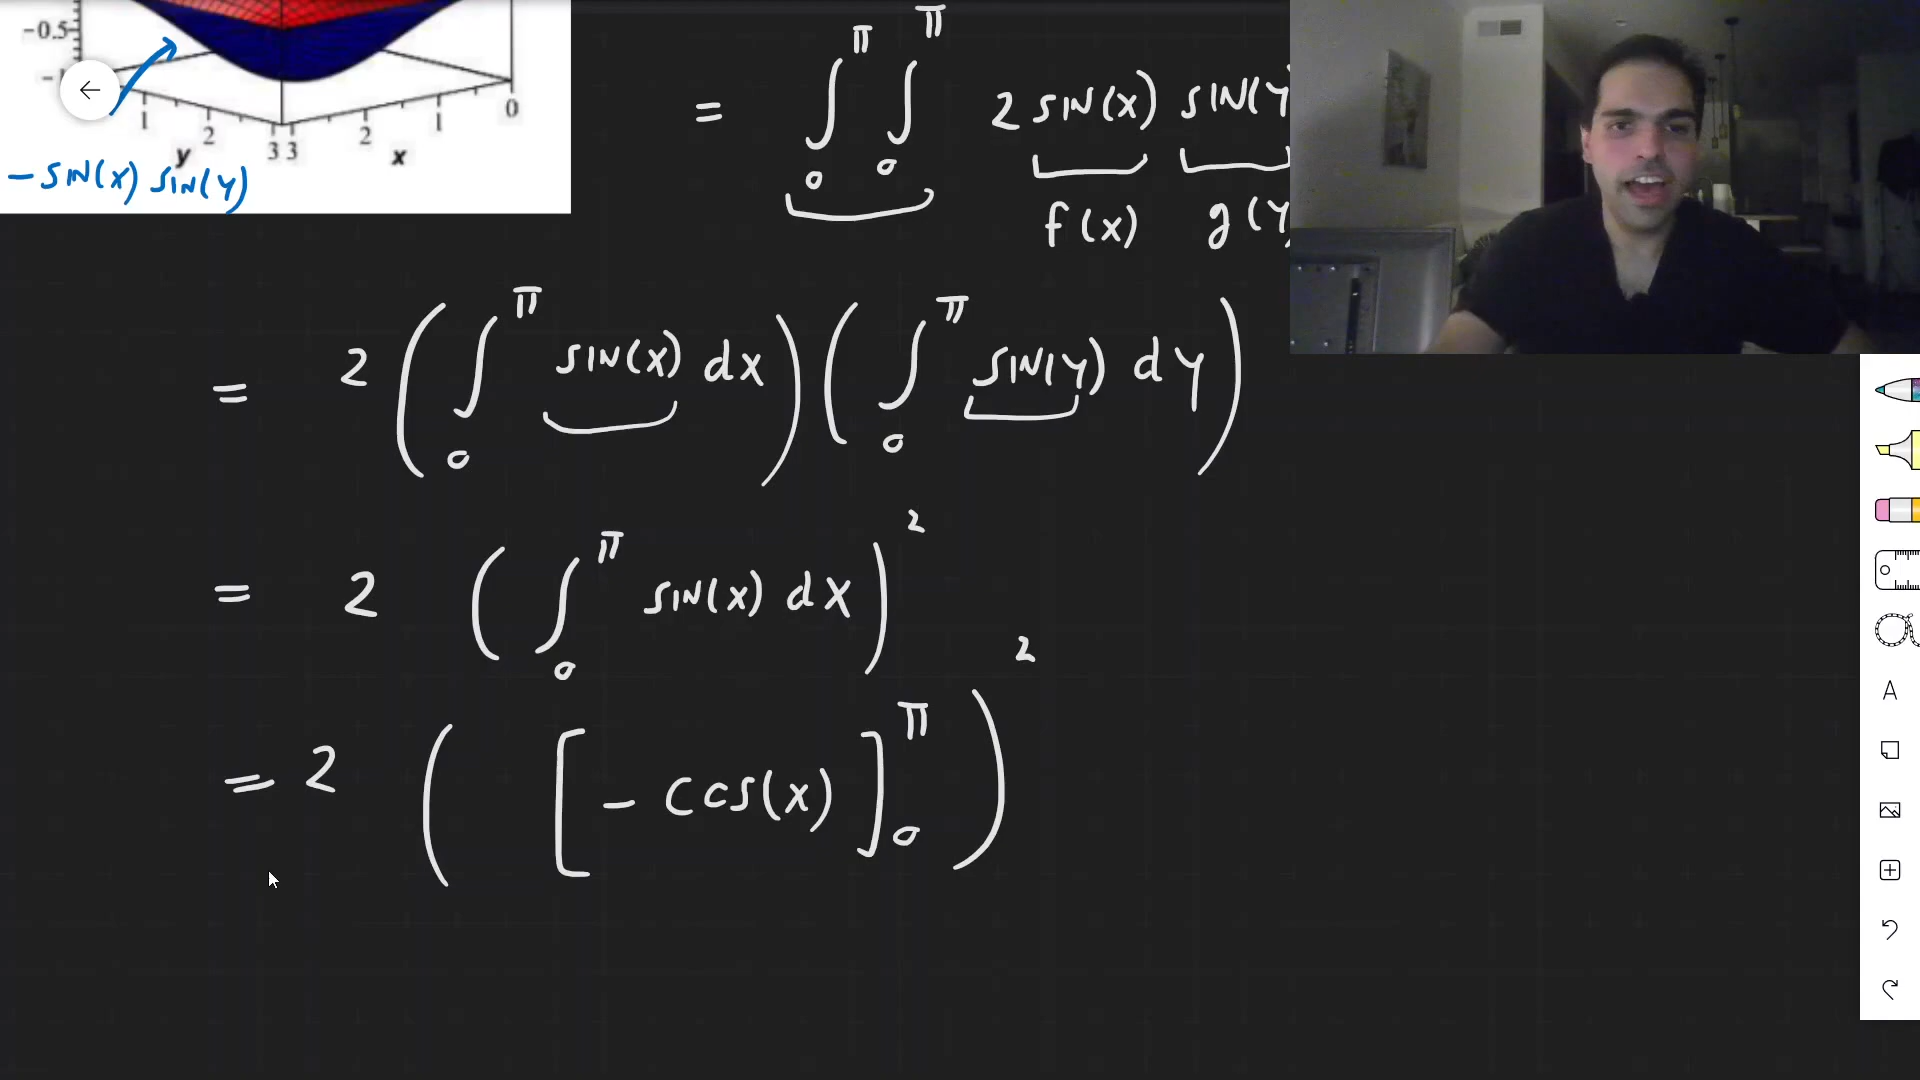 -0.5
1 2 3 3 2 1 0
y x
-SIN(X) SIN(Y)
= ∫₀^π ∫₀^π 2 SIN(X) SIN(Y
f(X) g(Y)
= 2 ( ∫₀^π SIN(X) dX ) ( ∫₀^π SIN(Y) dY )
= 2 ( ∫₀^π SIN(X) dX )²
= 2 ( [ - COS(X) ]₀^π )²
A